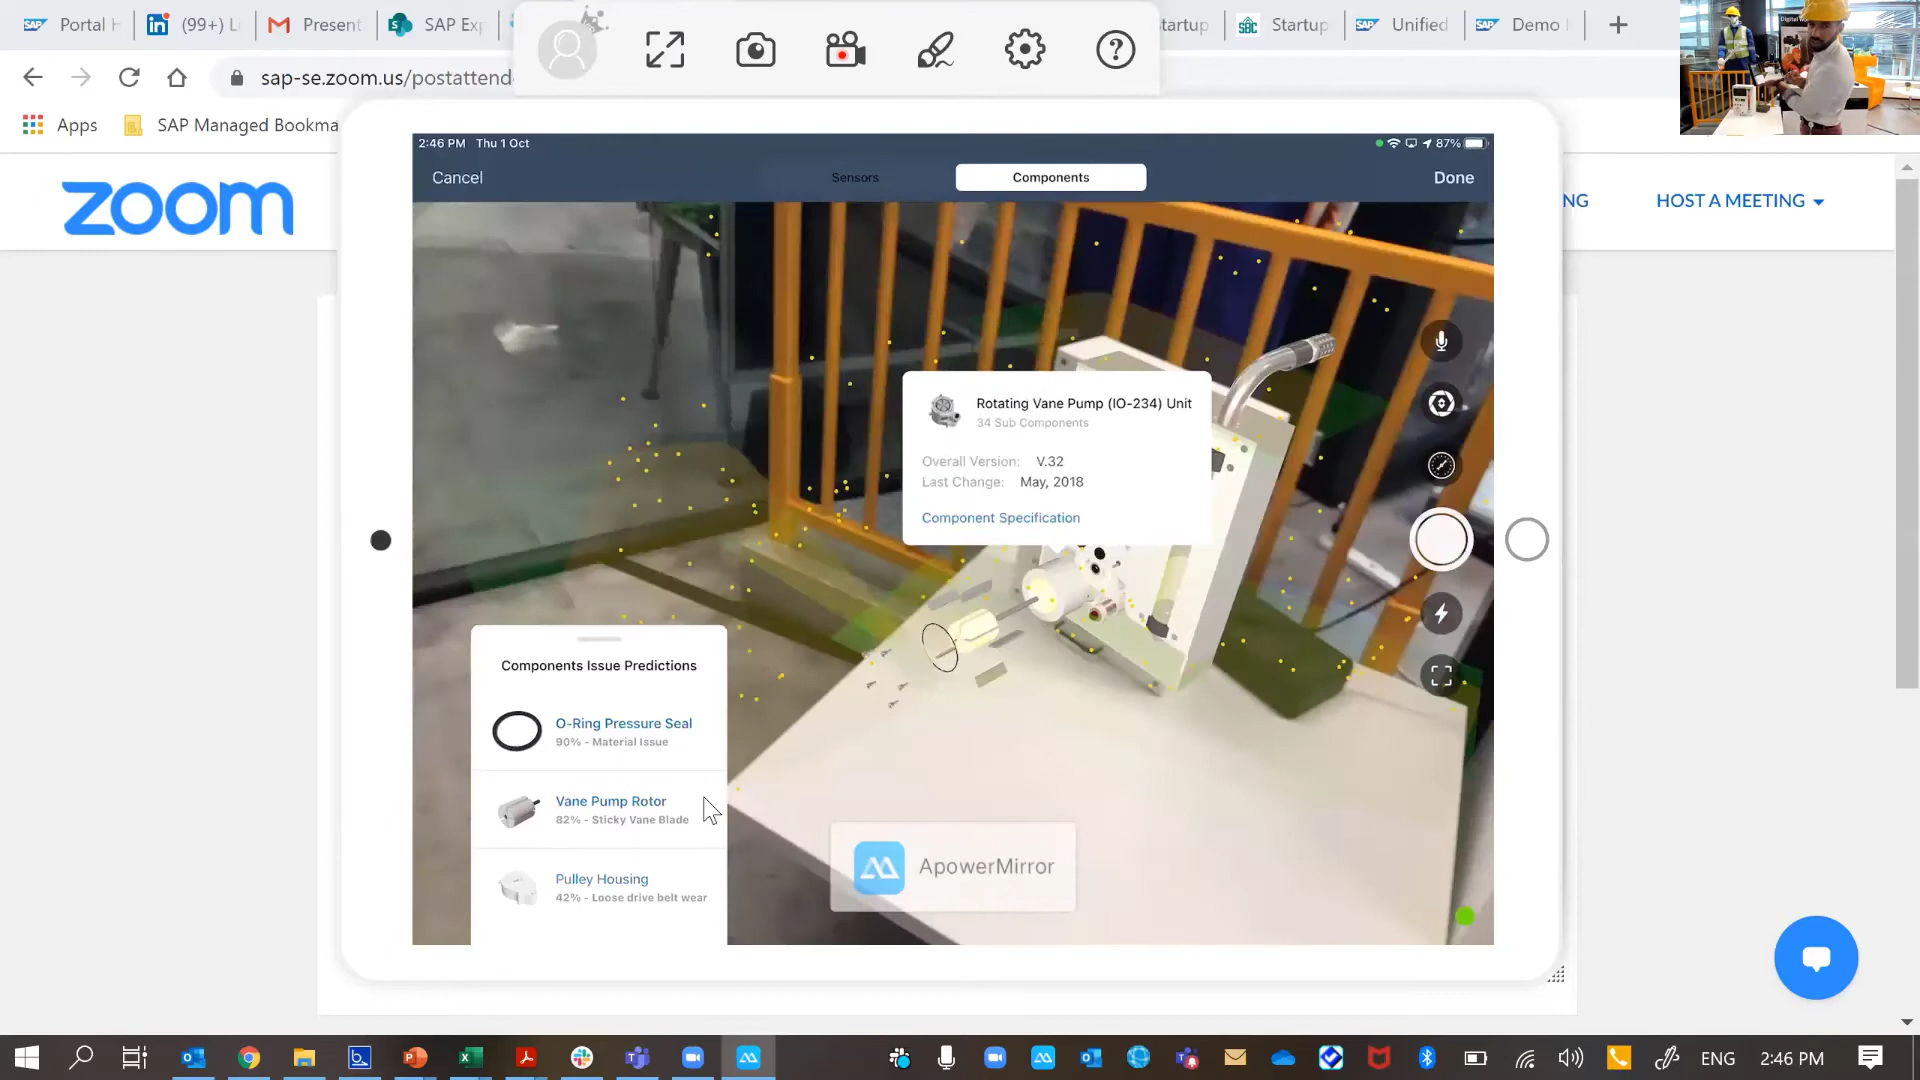 Portal H
(99+) Li
Present
SAP Exp
startup
Startup
Unified
Demo
sap-se.zoom.us/postattend
Apps
SAP Managed Bookma
zoom
NG
HOST A MEETING
2:46 PM Thu 1 Oct
87%
Cancel
Sensors
Components
Done
Rotating Vane Pump (IO-234) Unit
34 Sub Components
Overall Version: V.32
Last Change: May, 2018
Component Specification
Components Issue Predictions
O-Ring Pressure Seal
90% - Material Issue
Vane Pump Rotor
82% - Sticky Vane Blade
Pulley Housing
42% - Loose drive belt wear
ApowerMirror
ENG
2:46 PM